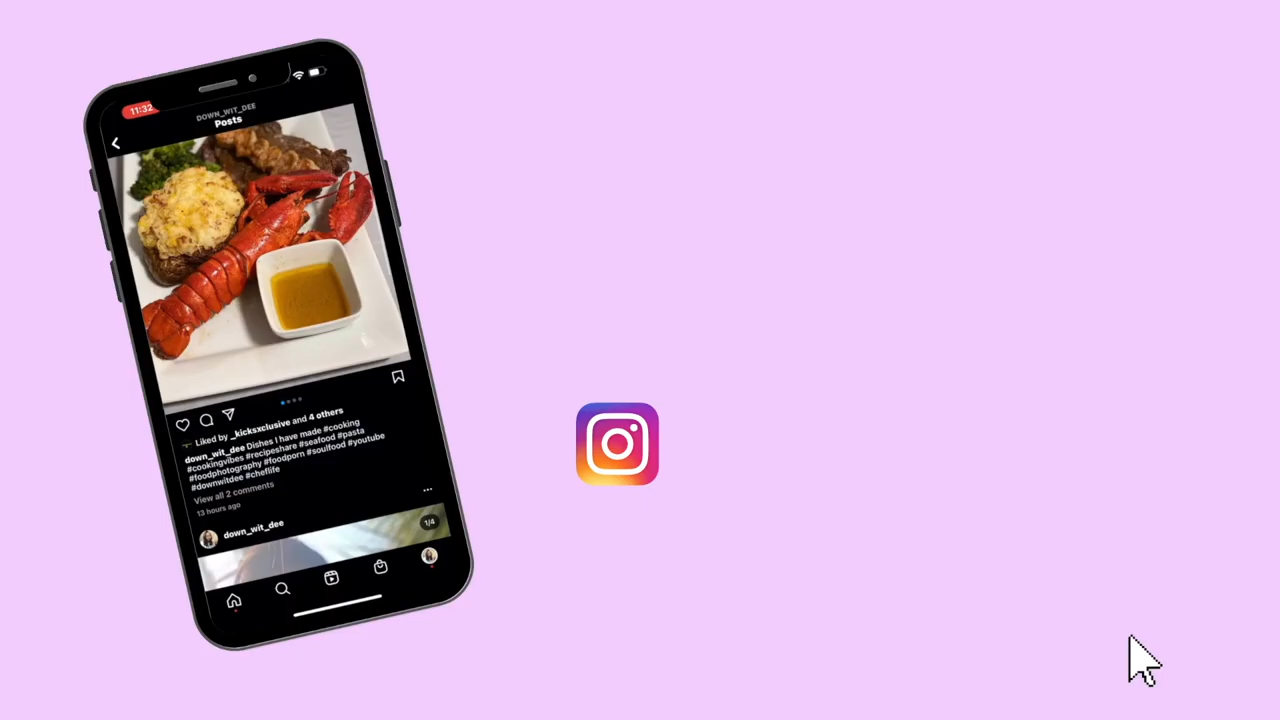 11:32
DOWN_WIT_DEE
Posts
Liked by _kicksxclusive and 4 others
down_wit_dee Dishes I have made #cooking
#cookingvibes #recipeshare #seafood #pasta
#foodphotography #foodporn #soulfood #youtube
#downwitdee #cheflife
View all 2 comments
13 hours ago
down_wit_dee
1/4